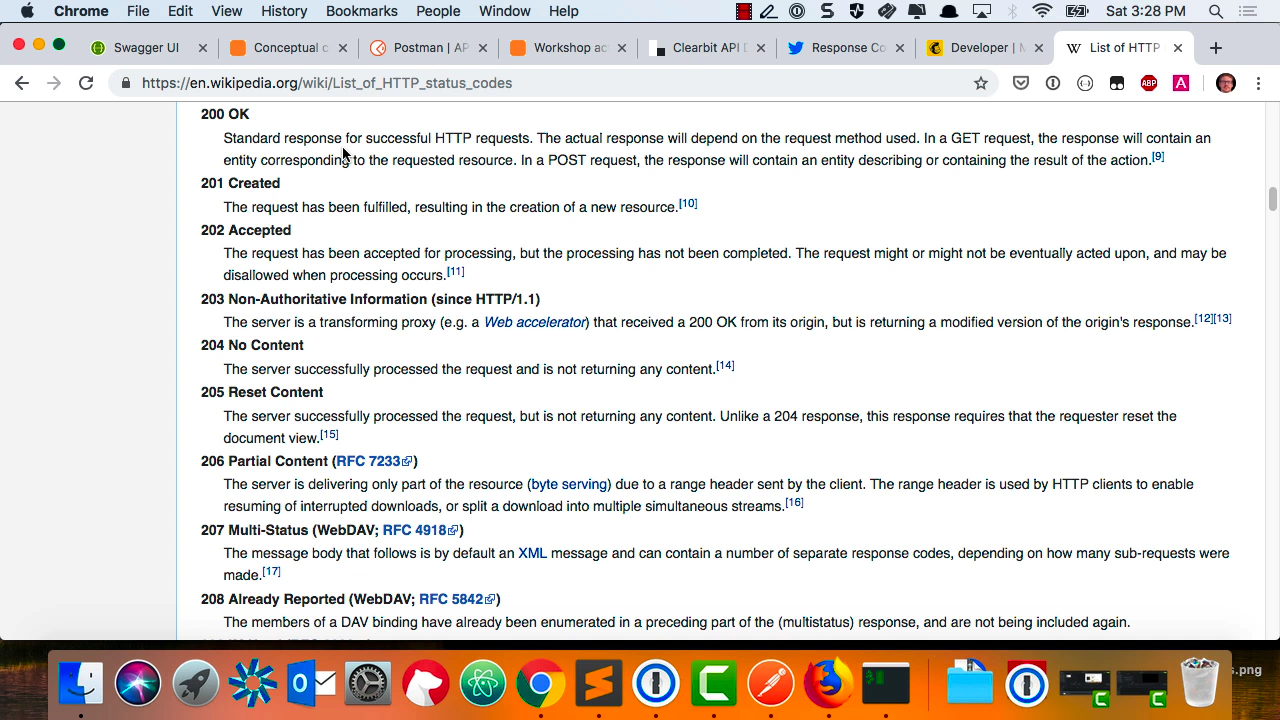 Chrome File Edit View History Bookmarks People Window Help Sat 3:28 PM
Swagger UI Conceptual c Postman | AP Workshop ac Clearbit API D Response Co Developer | M List of HTTP
https://en.wikipedia.org/wiki/List_of_HTTP_status_codes ABP A
200 OK
Standard response for successful HTTP requests. The actual response will depend on the request method used. In a GET request, the response will contain an
entity corresponding to the requested resource. In a POST request, the response will contain an entity describing or containing the result of the action.[9]
201 Created
The request has been fulfilled, resulting in the creation of a new resource.[10]
202 Accepted
The request has been accepted for processing, but the processing has not been completed. The request might or might not be eventually acted upon, and may be
disallowed when processing occurs.[11]
203 Non-Authoritative Information (since HTTP/1.1)
The server is a transforming proxy (e.g. a Web accelerator) that received a 200 OK from its origin, but is returning a modified version of the origin's response.[12][13]
204 No Content
The server successfully processed the request and is not returning any content.[14]
205 Reset Content
The server successfully processed the request, but is not returning any content. Unlike a 204 response, this response requires that the requester reset the
document view.[15]
206 Partial Content (RFC 7233)
The server is delivering only part of the resource (byte serving) due to a range header sent by the client. The range header is used by HTTP clients to enable
resuming of interrupted downloads, or split a download into multiple simultaneous streams.[16]
207 Multi-Status (WebDAV; RFC 4918)
The message body that follows is by default an XML message and can contain a number of separate response codes, depending on how many sub-requests were
made.[17]
208 Already Reported (WebDAV; RFC 5842)
The members of a DAV binding have already been enumerated in a preceding part of the (multistatus) response, and are not being included again.
s.png